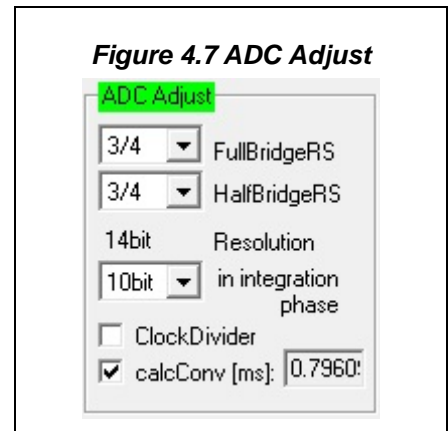 Figure 4.7 ADC Adjust
ADC Adjust
3/4 FullBridgeRS
3/4 HalfBridgeRS
14bit Resolution
10bit in integration
phase
ClockDivider
calcConv [ms]: 0.7960